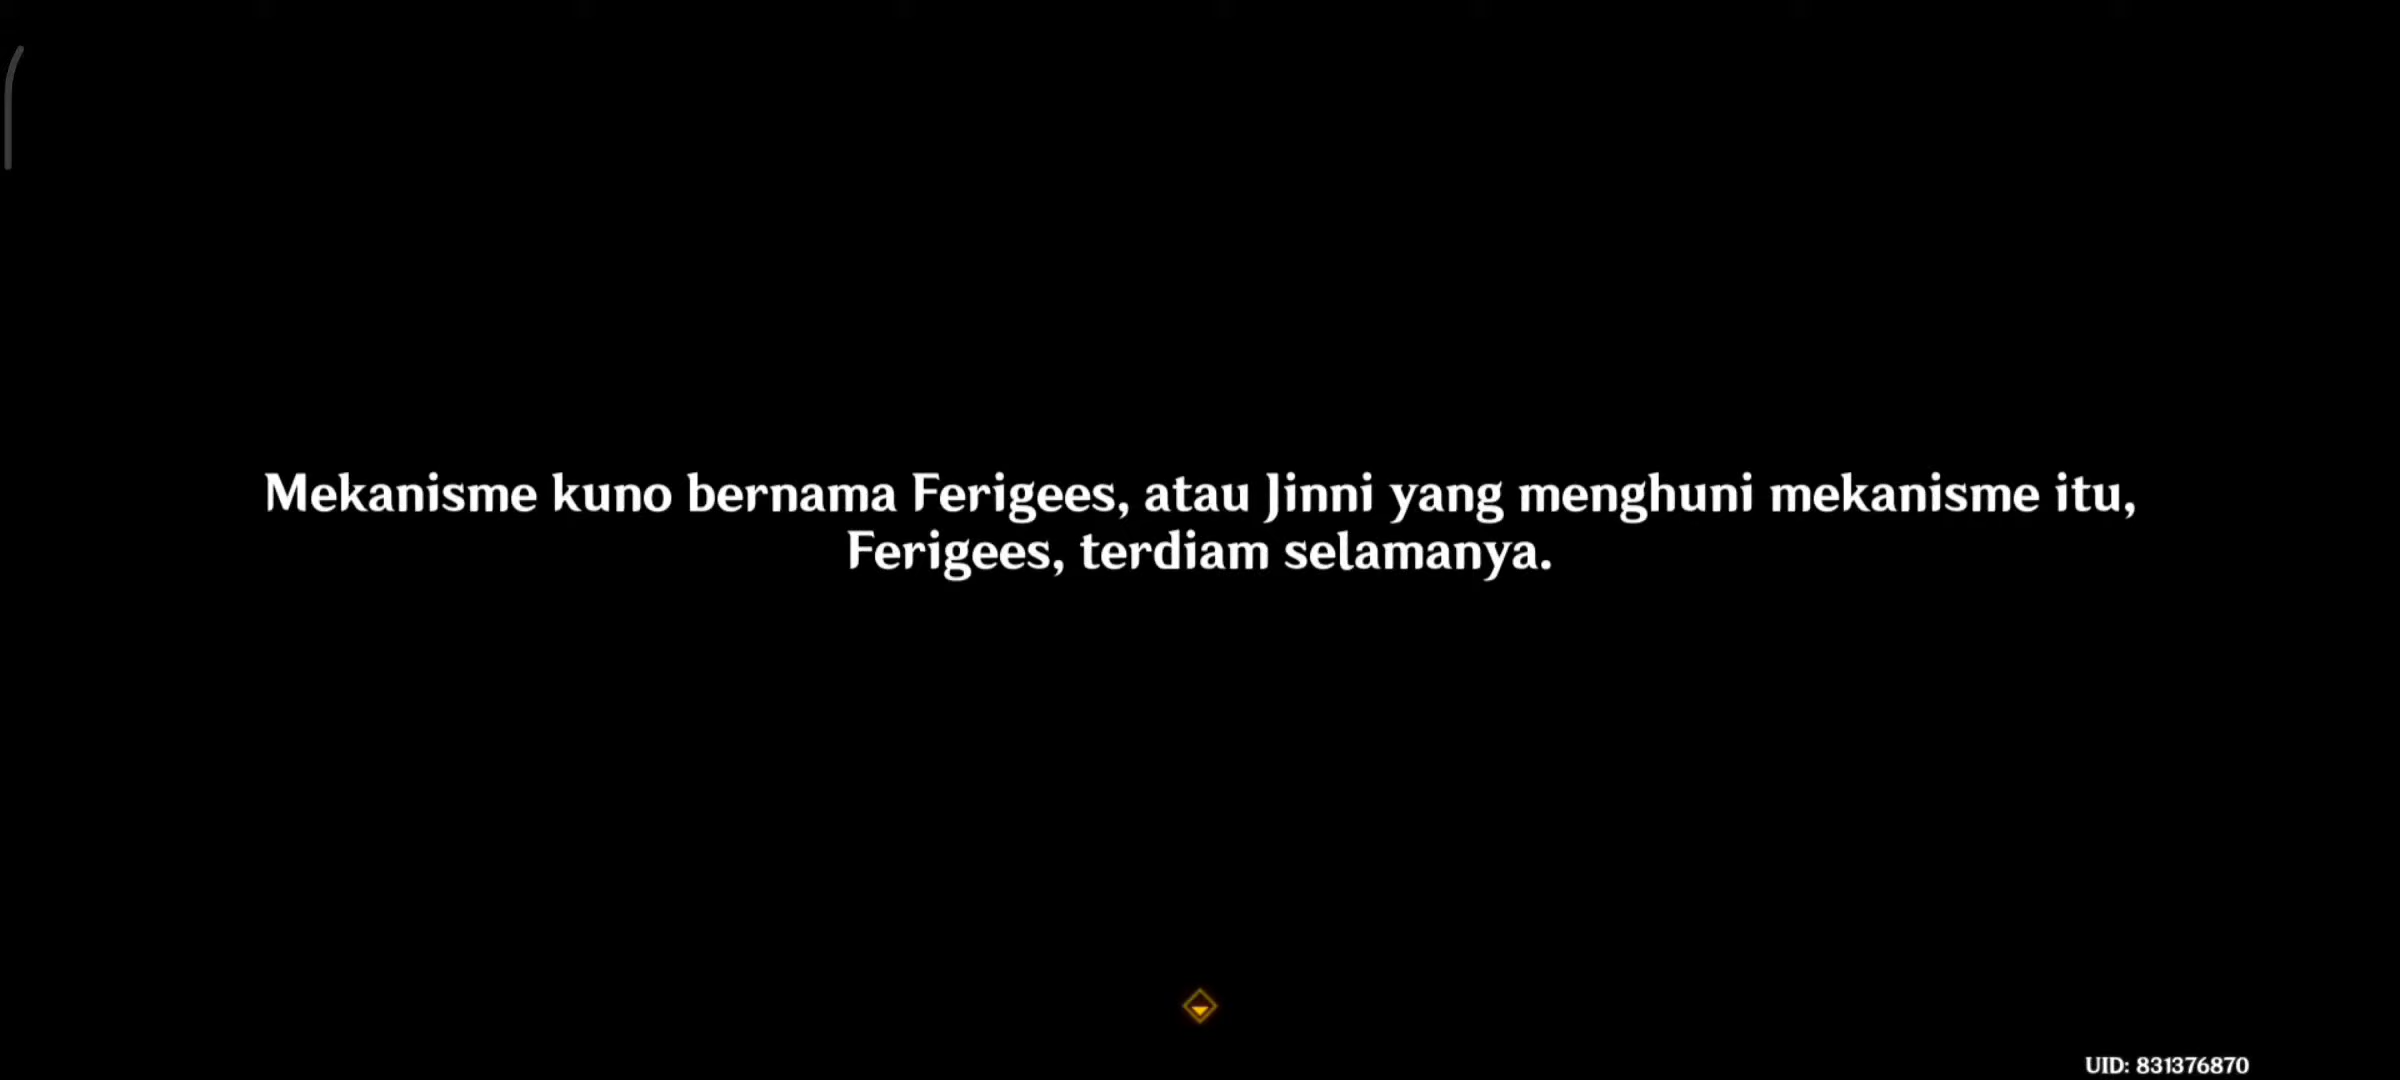 Mekanisme kuno bernama Ferigees, atau Jinni yang menghuni mekanisme itu,
Ferigees, terdiam selamanya.
UID: 831376870